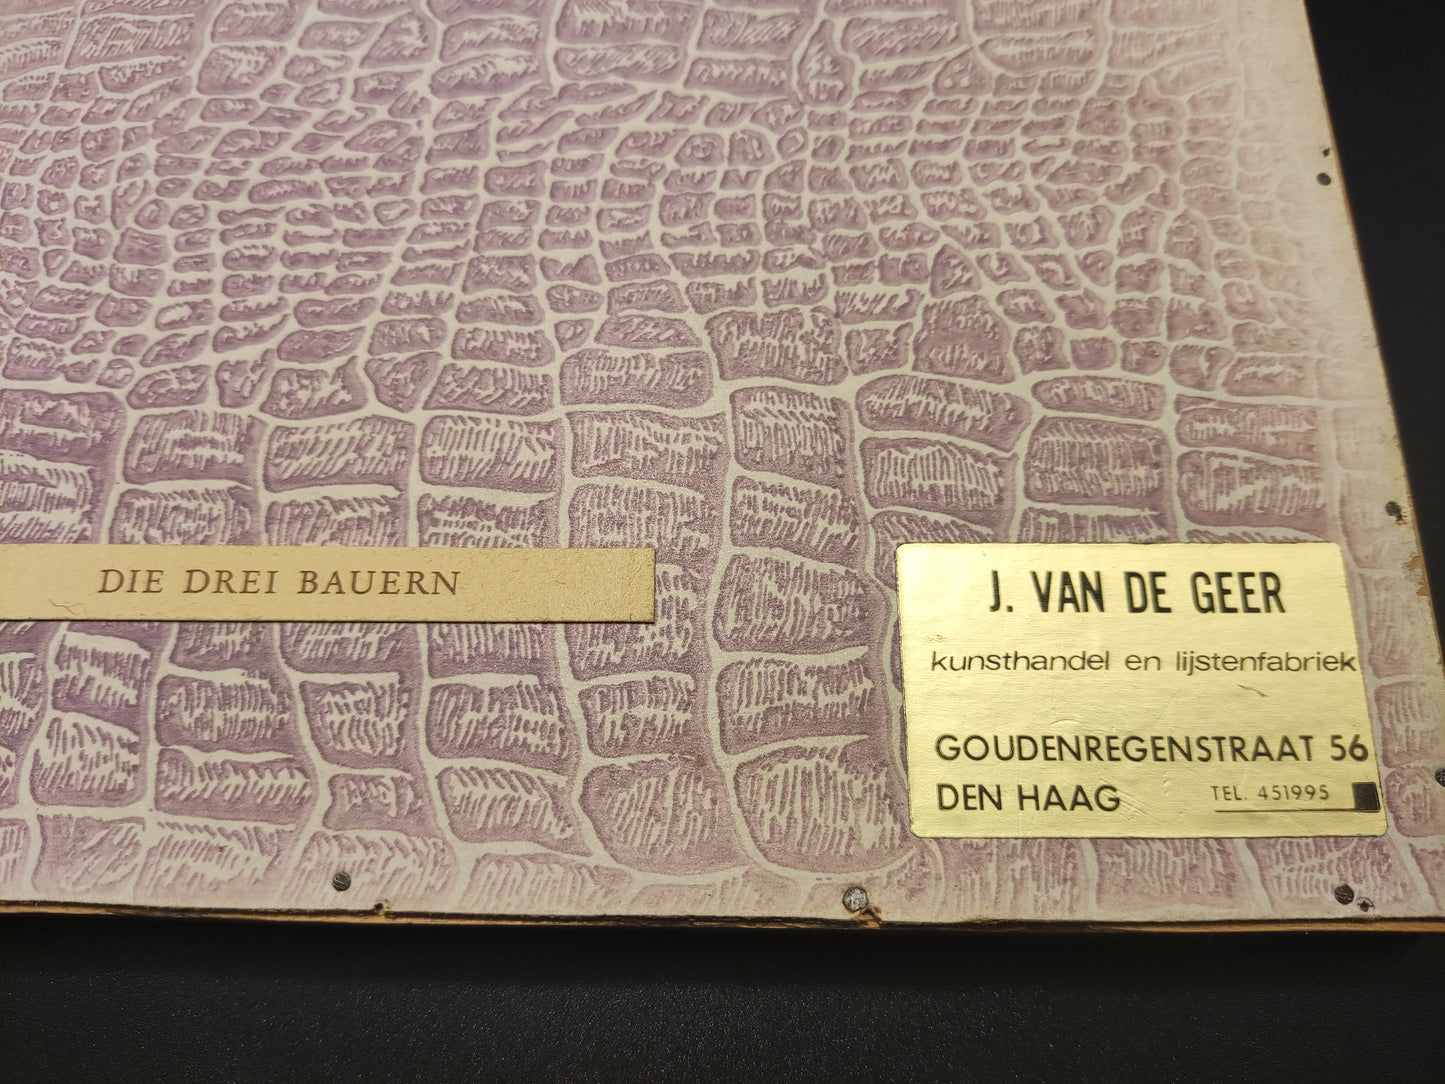 DIE DREI BAUERN
J. VAN DE GEER
kunsthandel en lijstenfabriek
GOUDENREGENSTRAAT 56
DEN HAAG TEL. 451995